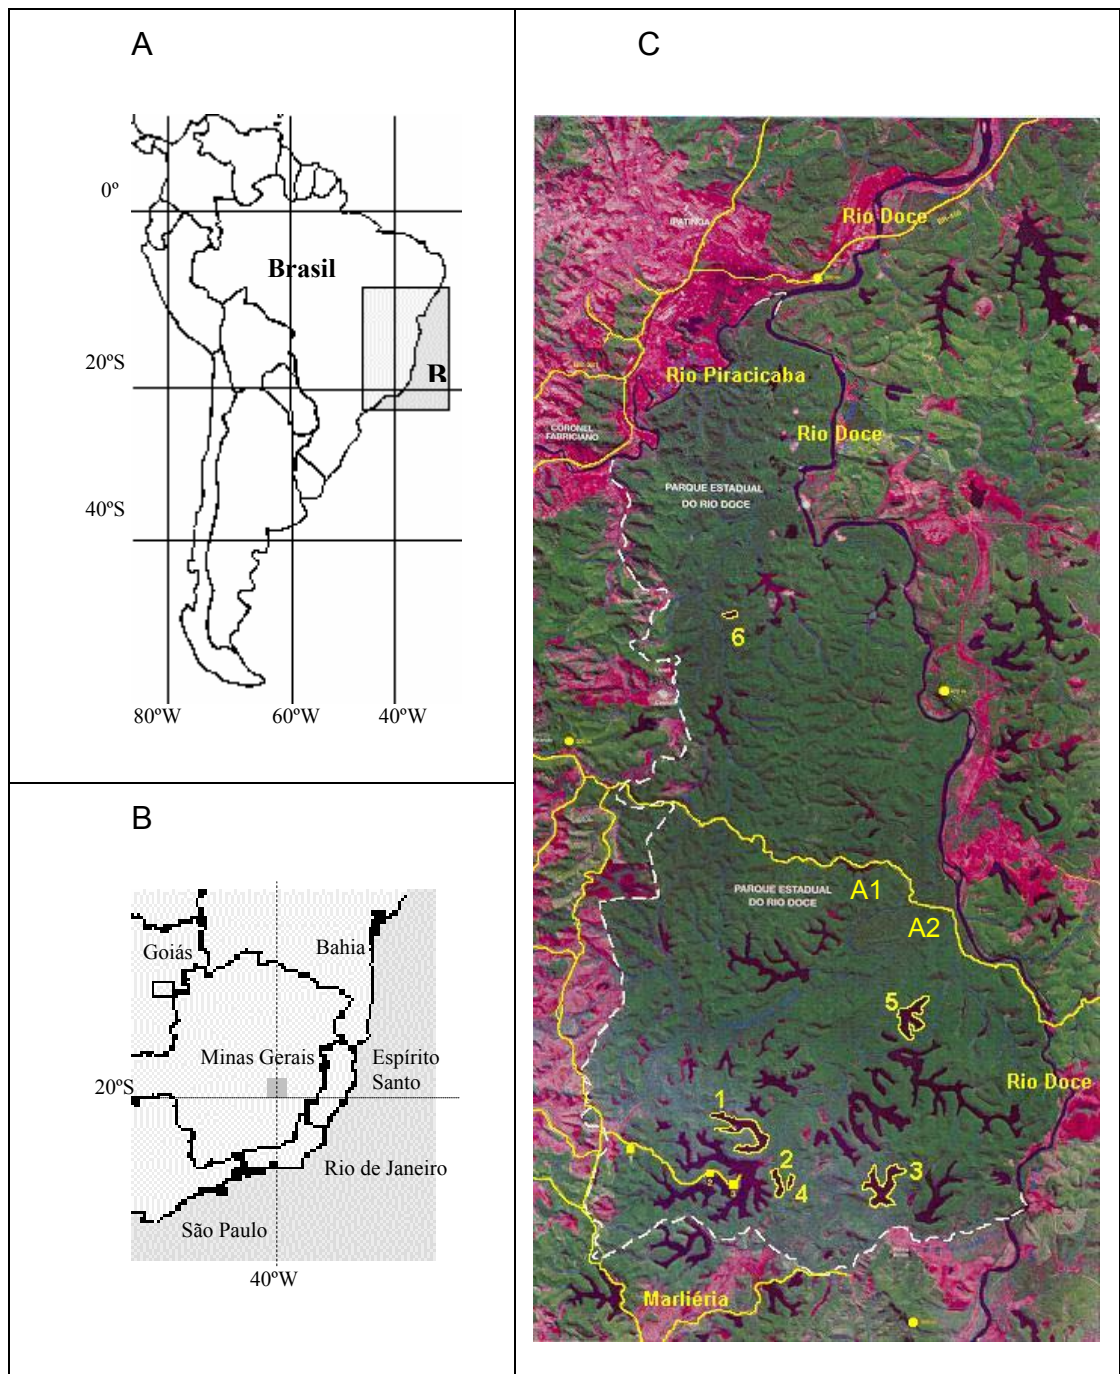 A
0º
Brasil
20ºS
B
40ºS
80ºW
60ºW
40ºW
B
Goiás
Bahia
Minas Gerais
Espírito
Santo
20ºS
Rio de Janeiro
São Paulo
40ºW
C
IPATINGA
Rio Doce
Rio Piracicaba
CORONEL
FABRICIANO
Rio Doce
PARQUE ESTADUAL
DO RIO DOCE
6
PARQUE ESTADUAL
DO RIO DOCE
A1
A2
5
Rio Doce
1
2
3
4
2
3
Marliéria